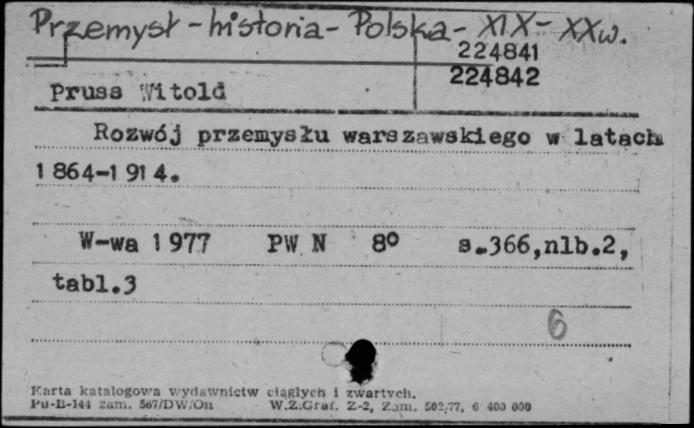 Przemysł - historia - Polska - XIX - XXw.
224841
224842
Pruss Witold
Rozwój przemysłu warszawskiego w latach
1864-1914.
W-wa 1977 PWN 8° s.366,nlb.2,
tabl.3
6
Karta katalogowa wydawnictw ciągłych i zwartych.
Pu-B-144 zam. 567/DW/On W.Z.Graf. Z-2, Zam. 502/77, 6 400 000